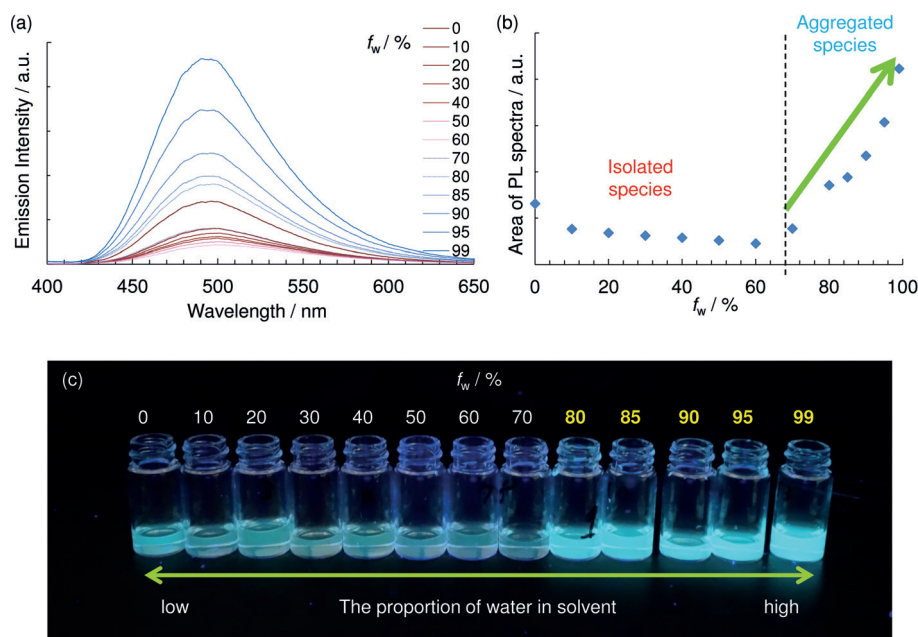 (a)
Emission Intensity / a.u.
fw / %
0
10
20
30
40
50
60
70
80
85
90
95
99
400 450 500 550 600 650
Wavelength / nm
(b)
Aggregated
species
Area of PL spectra / a.u.
Isolated
species
0 20 40 60 80 100
fw / %
(c)
fw / %
0 10 20 30 40 50 60 70 80 85 90 95 99
low The proportion of water in solvent high